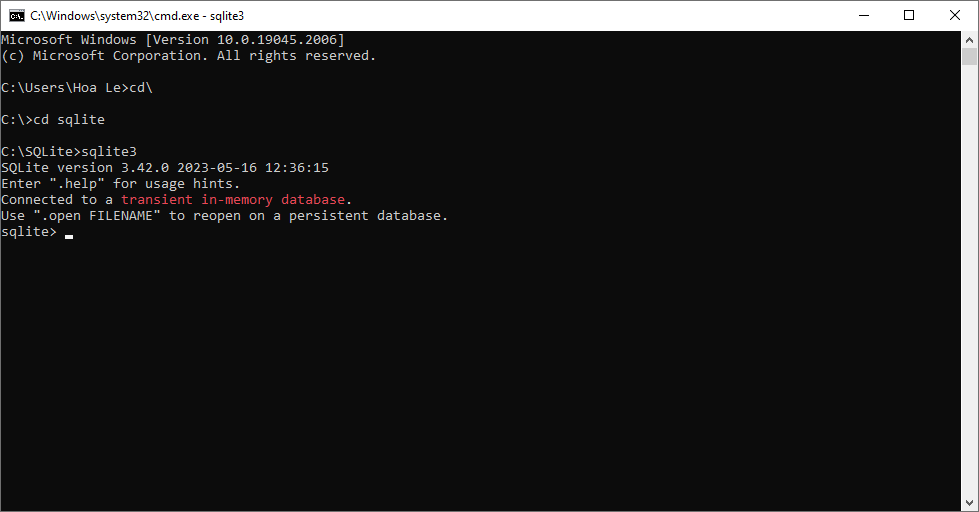 C:\Windows\system32\cmd.exe - sqlite3
Microsoft Windows [Version 10.0.19045.2006]
(c) Microsoft Corporation. All rights reserved.
C:\Users\Hoa Le>cd\
C:\>cd sqlite
C:\SQLite>sqlite3
SQLite version 3.42.0 2023-05-16 12:36:15
Enter ".help" for usage hints.
Connected to a transient in-memory database.
Use ".open FILENAME" to reopen on a persistent database.
sqlite>